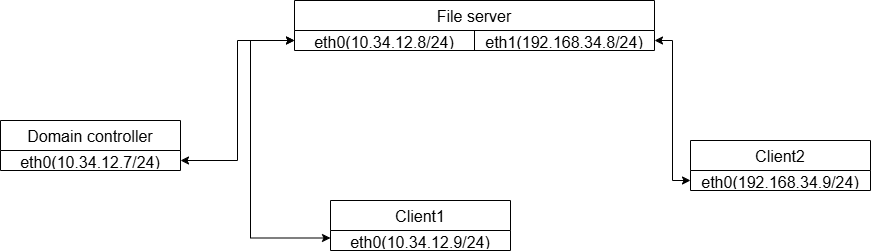 File server
eth0(10.34.12.8/24) eth1(192.168.34.8/24)
Domain controller
eth0(10.34.12.7/24)
Client2
eth0(192.168.34.9/24)
Client1
eth0(10.34.12.9/24)